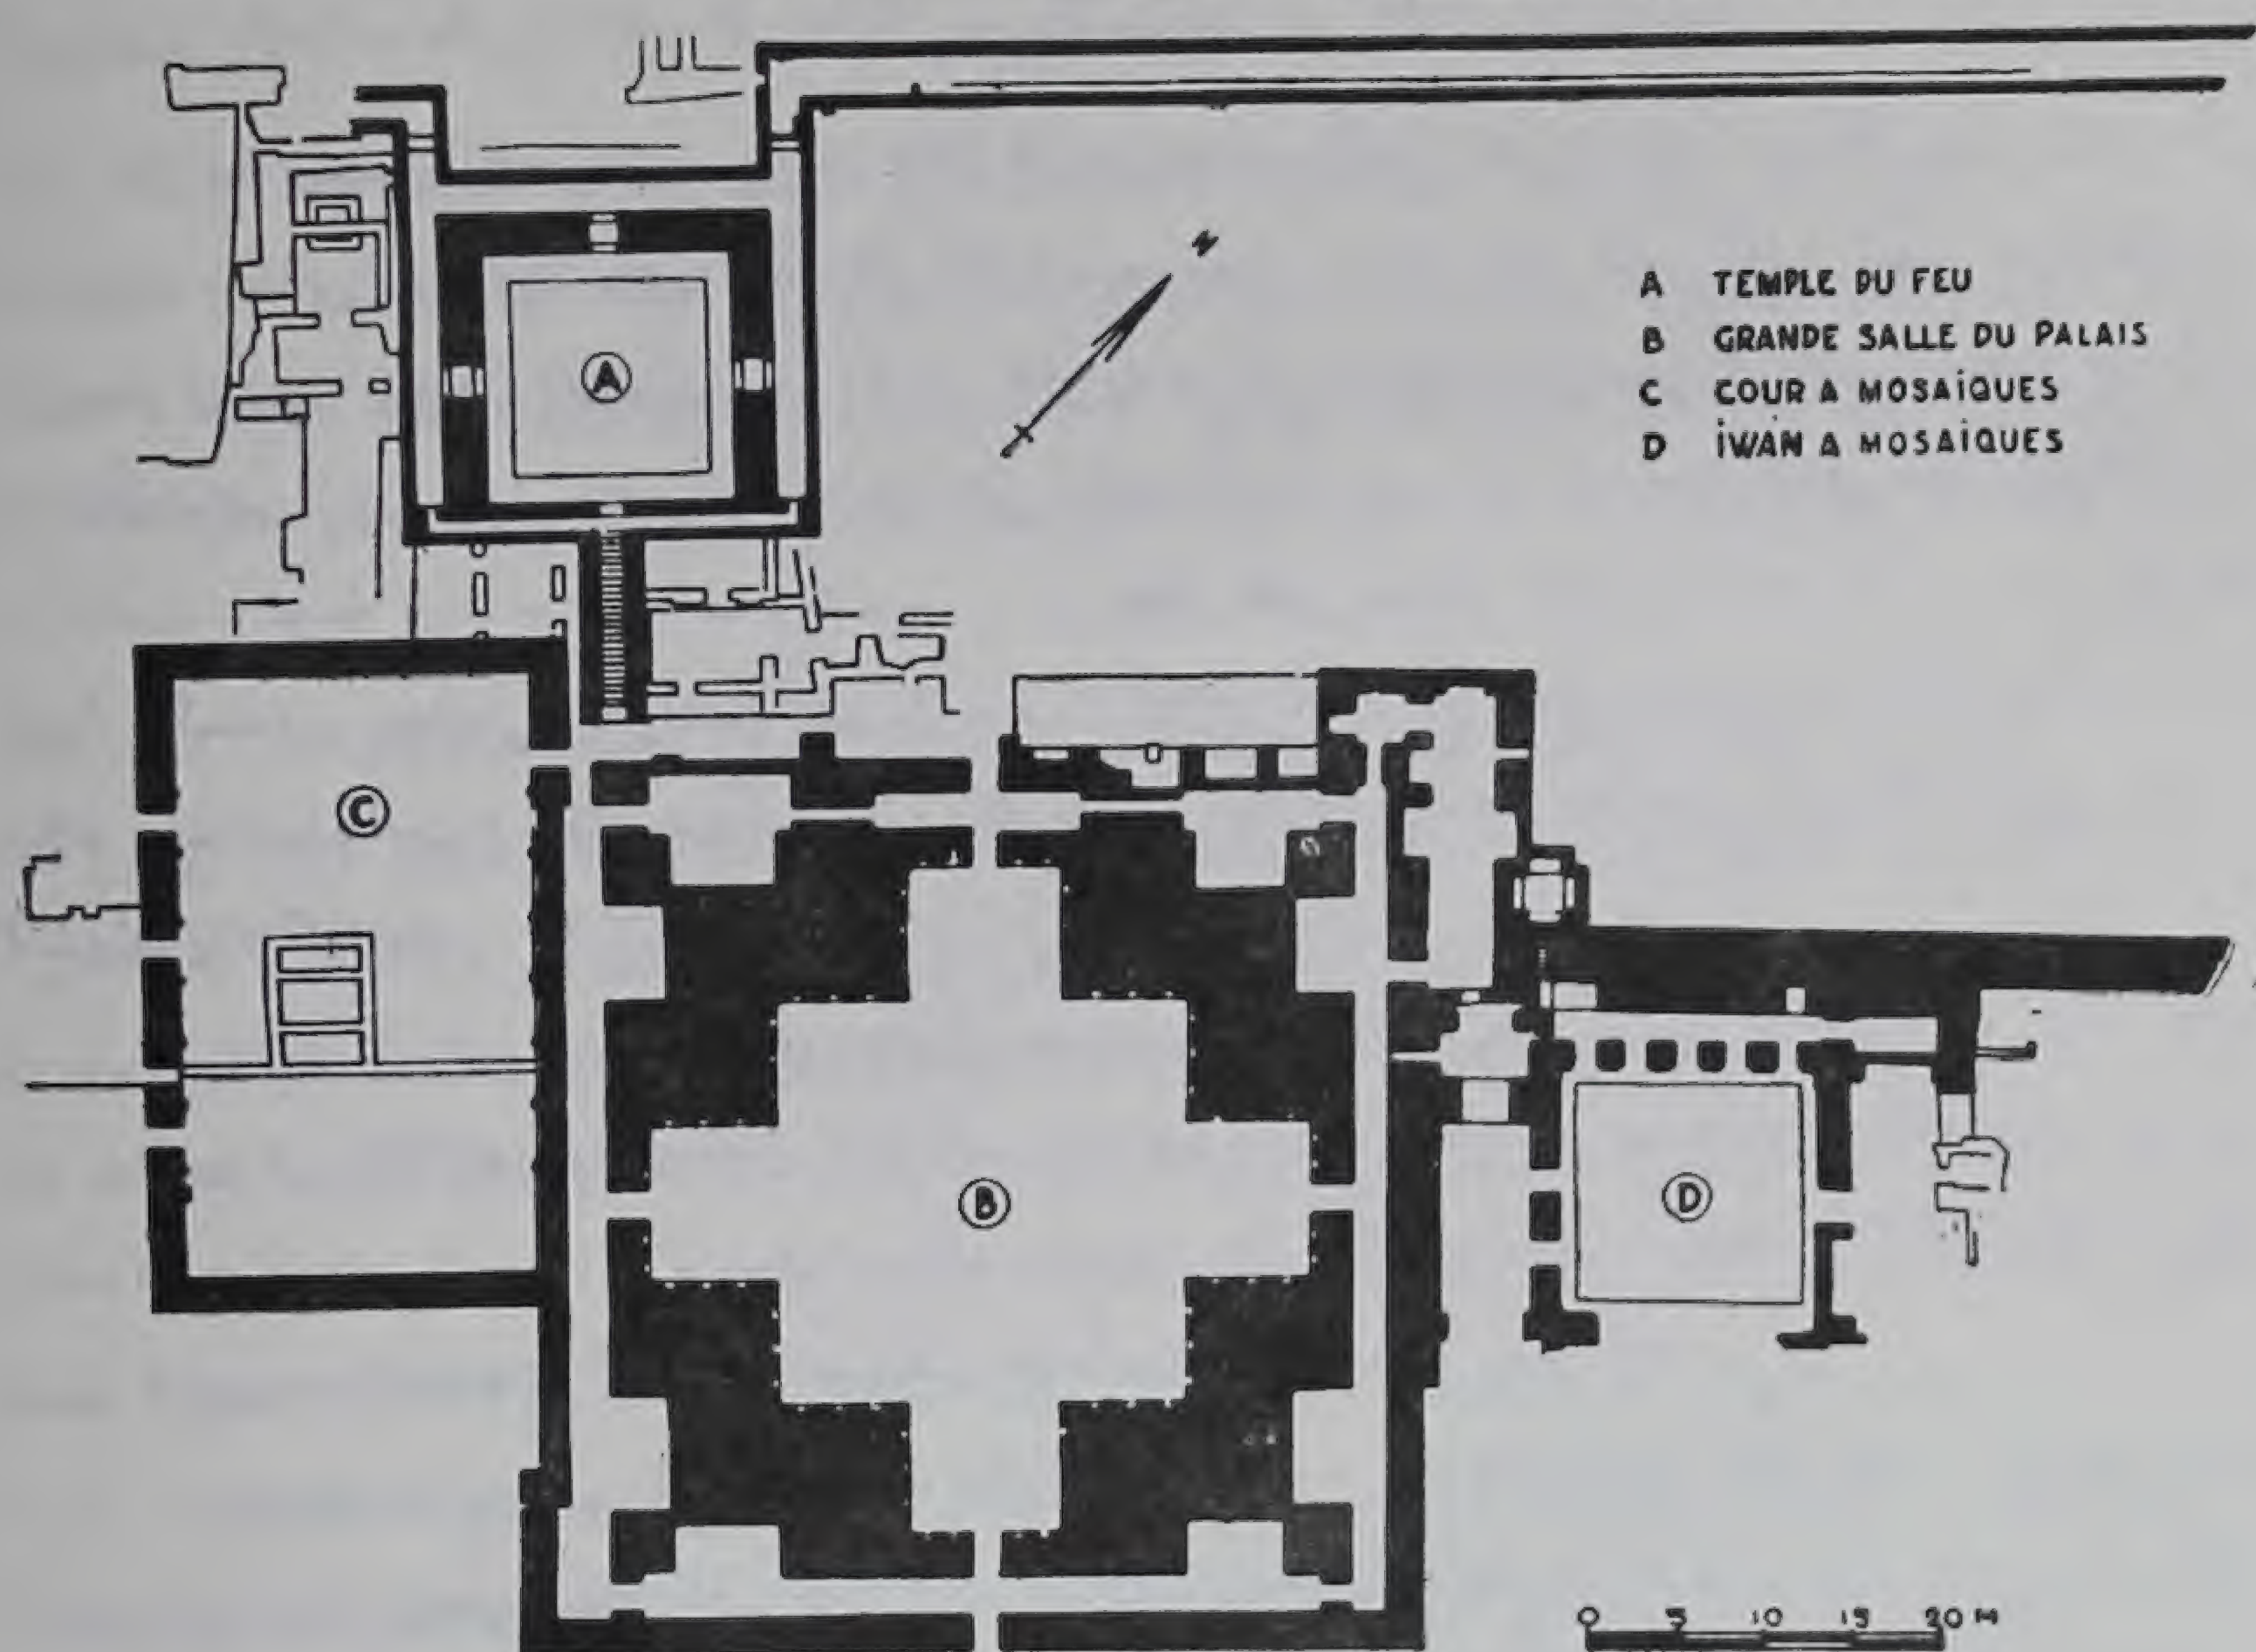 N
A TEMPLE DU FEU
B GRANDE SALLE DU PALAIS
C COUR A MOSAïQUES
D iWAN A MOSAïQUES
A
C
B
D
0 5 10 15 20 M